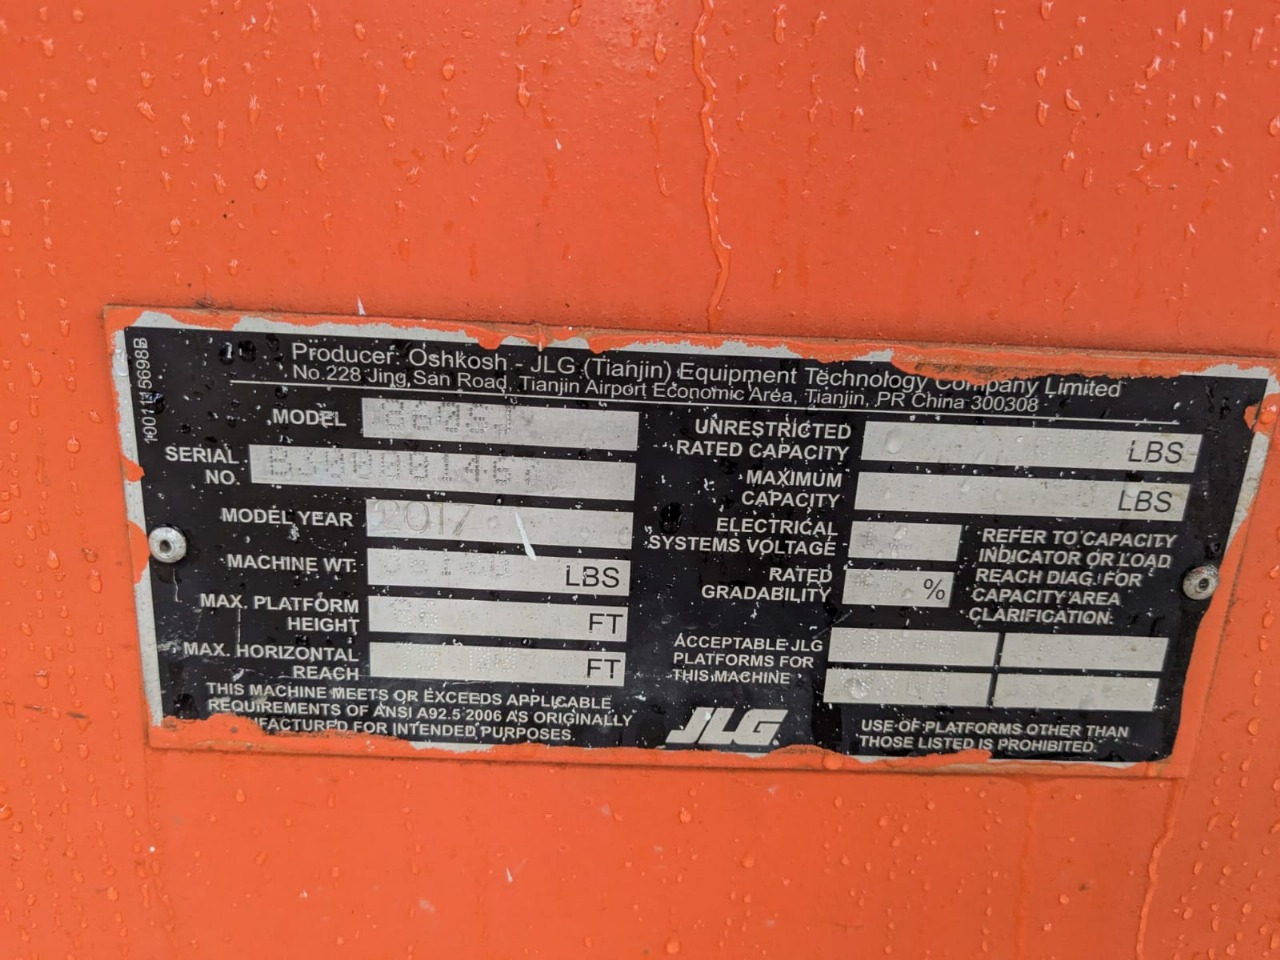 Producer: Oshkosh - JLG (Tianjin) Equipment Technology Company Limited
No.228 Jing San Road, Tianjin Airport Economic Area, Tianjin, PR China 300308
MODEL 860SJ
SERIAL
NO.
MODEL YEAR 2017
MACHINE WT. LBS
MAX. PLATFORM
HEIGHT FT
MAX. HORIZONTAL
REACH FT
THIS MACHINE MEETS OR EXCEEDS APPLICABLE
REQUIREMENTS OF ANSI A92.5 2006 AS ORIGINALLY
FOR INTENDED PURPOSES.
UNRESTRICTED
RATED CAPACITY LBS
MAXIMUM
CAPACITY LBS
ELECTRICAL
SYSTEMS VOLTAGE
RATED
GRADABILITY %
REFER TO CAPACITY
INDICATOR OR LOAD
REACH DIAG. FOR
CAPACITY AREA
CLARIFICATION.
ACCEPTABLE JLG
PLATFORMS FOR
THIS MACHINE
JLG
USE OF PLATFORMS OTHER THAN
THOSE LISTED IS PROHIBITED.